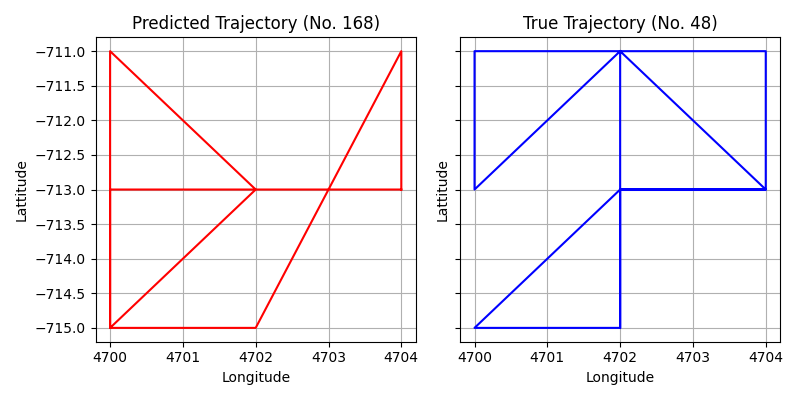 Predicted Trajectory (No. 168)
True Trajectory (No. 48)
Lattitude
−711.0
−711.5
−712.0
−712.5
−713.0
−713.5
−714.0
−714.5
−715.0
4700 4701 4702 4703 4704
Longitude
Lattitude
4700 4701 4702 4703 4704
Longitude